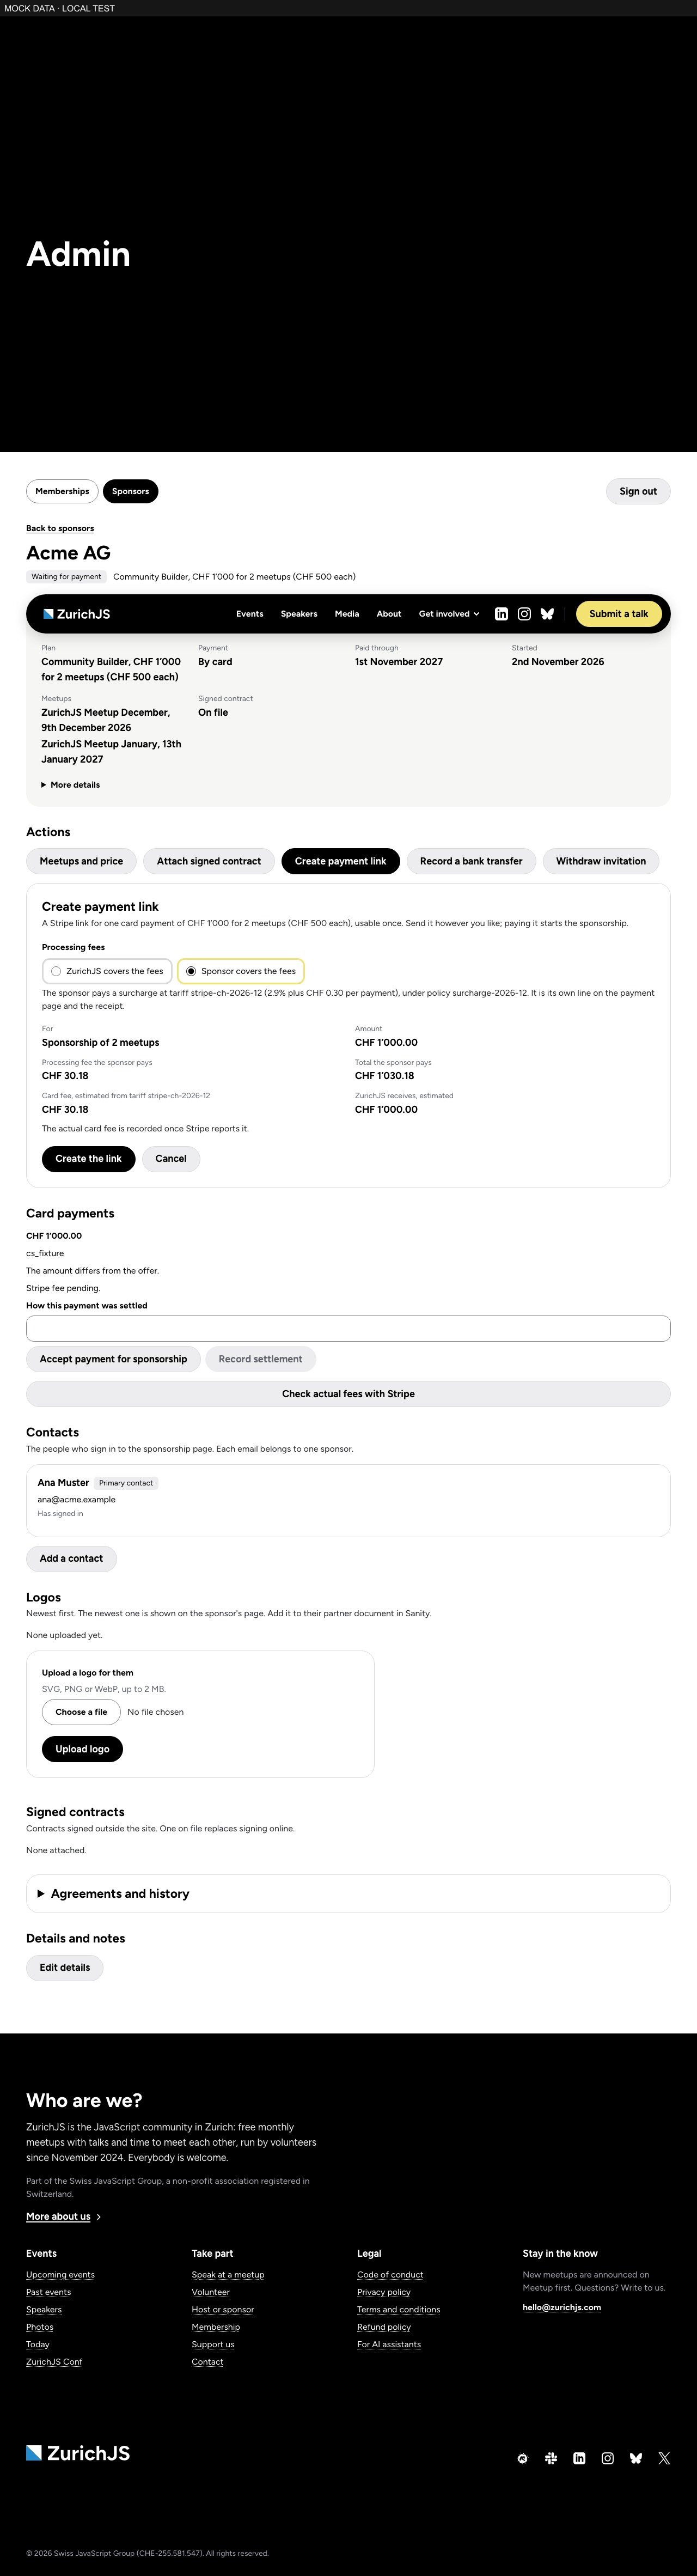 MOCK DATA · LOCAL TEST
Admin
Memberships
Sponsors
Sign out
Back to sponsors
Acme AG
Waiting for payment
Community Builder, CHF 1’000 for 2 meetups (CHF 500 each)
ZurichJS
Events
Speakers
Media
About
Get involved
Submit a talk
Plan
Community Builder, CHF 1’000
for 2 meetups (CHF 500 each)
Payment
By card
Paid through
1st November 2027
Started
2nd November 2026
Meetups
ZurichJS Meetup December,
9th December 2026
ZurichJS Meetup January, 13th
January 2027
Signed contract
On file
More details
Actions
Meetups and price
Attach signed contract
Create payment link
Record a bank transfer
Withdraw invitation
Create payment link
A Stripe link for one card payment of CHF 1’000 for 2 meetups (CHF 500 each), usable once. Send it however you like; paying it starts the sponsorship.
Processing fees
ZurichJS covers the fees
Sponsor covers the fees
The sponsor pays a surcharge at tariff stripe-ch-2026-12 (2.9% plus CHF 0.30 per payment), under policy surcharge-2026-12. It is its own line on the payment
page and the receipt.
For
Sponsorship of 2 meetups
Amount
CHF 1’000.00
Processing fee the sponsor pays
CHF 30.18
Total the sponsor pays
CHF 1’030.18
Card fee, estimated from tariff stripe-ch-2026-12
CHF 30.18
ZurichJS receives, estimated
CHF 1’000.00
The actual card fee is recorded once Stripe reports it.
Create the link
Cancel
Card payments
CHF 1’000.00
cs_fixture
The amount differs from the offer.
Stripe fee pending.
How this payment was settled
Accept payment for sponsorship
Record settlement
Check actual fees with Stripe
Contacts
The people who sign in to the sponsorship page. Each email belongs to one sponsor.
Ana Muster
Primary contact
ana@acme.example
Has signed in
Add a contact
Logos
Newest first. The newest one is shown on the sponsor's page. Add it to their partner document in Sanity.
None uploaded yet.
Upload a logo for them
SVG, PNG or WebP, up to 2 MB.
Choose a file
No file chosen
Upload logo
Signed contracts
Contracts signed outside the site. One on file replaces signing online.
None attached.
Agreements and history
Details and notes
Edit details
Who are we?
ZurichJS is the JavaScript community in Zurich: free monthly
meetups with talks and time to meet each other, run by volunteers
since November 2024. Everybody is welcome.
Part of the Swiss JavaScript Group, a non-profit association registered in
Switzerland.
More about us
Events
Upcoming events
Past events
Speakers
Photos
Today
ZurichJS Conf
Take part
Speak at a meetup
Volunteer
Host or sponsor
Membership
Support us
Contact
Legal
Code of conduct
Privacy policy
Terms and conditions
Refund policy
For AI assistants
Stay in the know
New meetups are announced on
Meetup first. Questions? Write to us.
hello@zurichjs.com
ZurichJS
© 2026 Swiss JavaScript Group (CHE-255.581.547). All rights reserved.